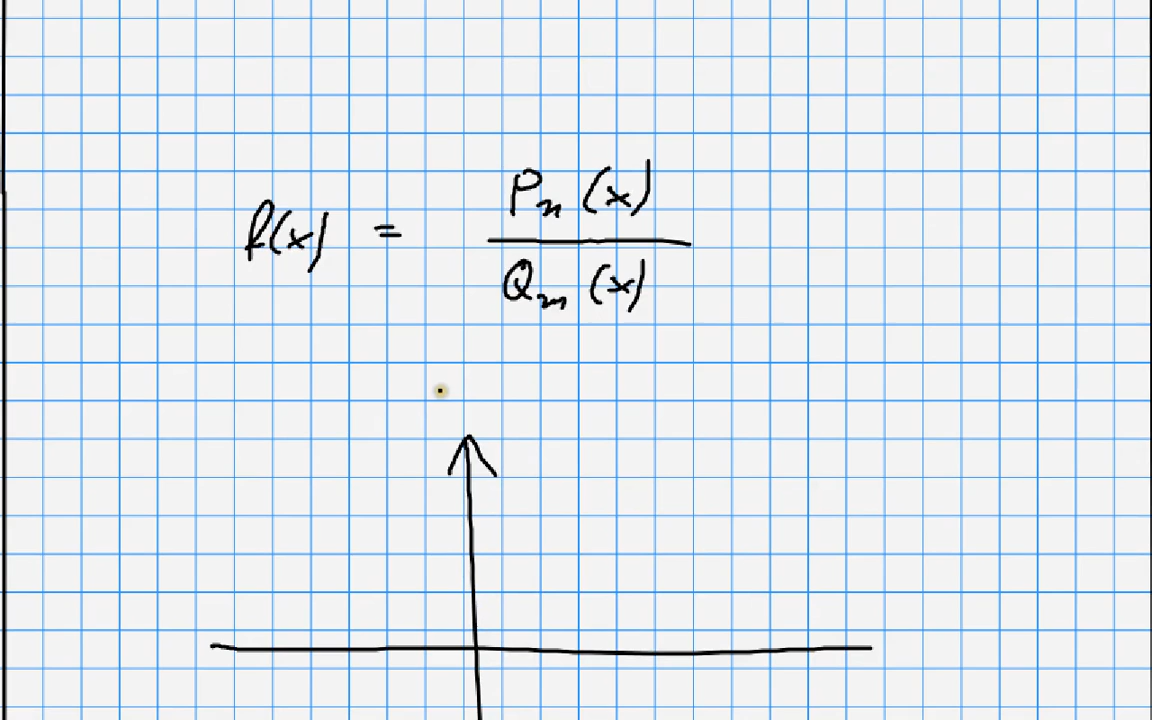 f(x) = Pn (x)
Qm (x)